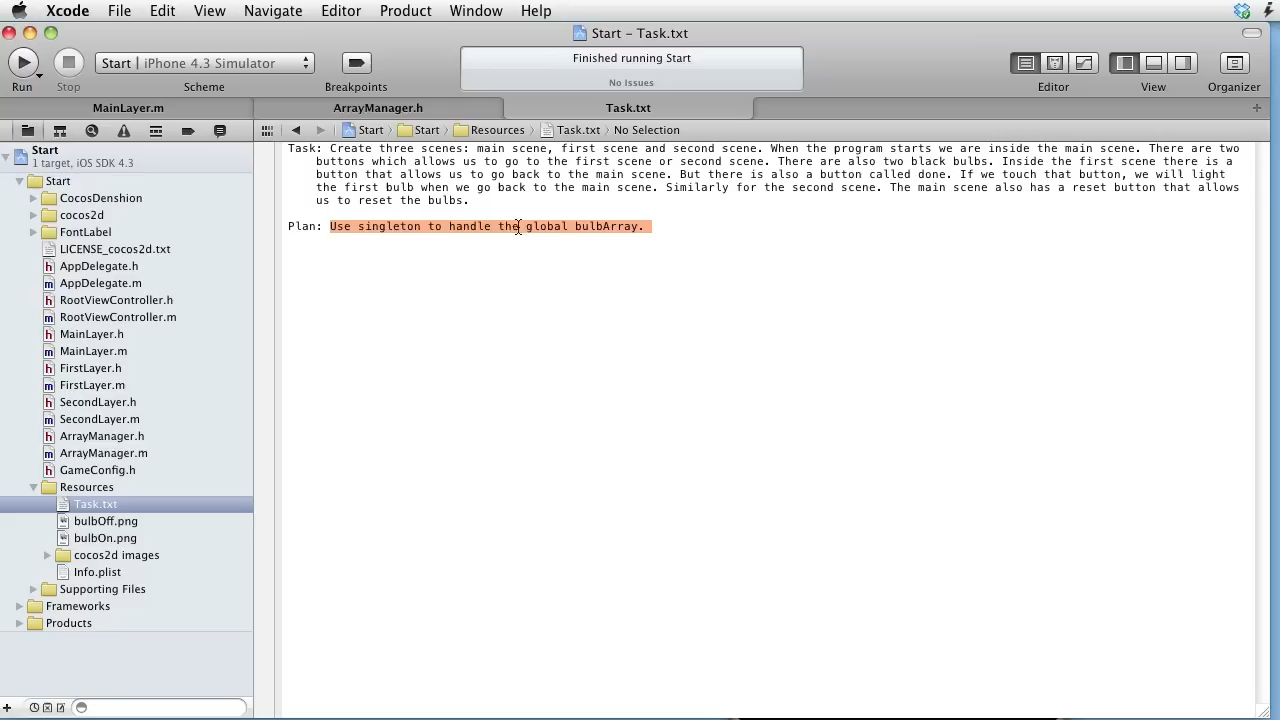 Xcode File Edit View Navigate Editor Product Window Help
Start – Task.txt
Start | iPhone 4.3 Simulator
Finished running Start
No Issues
Run Stop Scheme Breakpoints Editor View Organizer
MainLayer.m ArrayManager.h Task.txt
Start Start Resources Task.txt No Selection
Start
1 target, iOS SDK 4.3
Start
CocosDenshion
cocos2d
FontLabel
LICENSE_cocos2d.txt
AppDelegate.h
AppDelegate.m
RootViewController.h
RootViewController.m
MainLayer.h
MainLayer.m
FirstLayer.h
FirstLayer.m
SecondLayer.h
SecondLayer.m
ArrayManager.h
ArrayManager.m
GameConfig.h
Resources
Task.txt
bulbOff.png
bulbOn.png
cocos2d images
Info.plist
Supporting Files
Frameworks
Products
Task: Create three scenes: main scene, first scene and second scene. When the program starts we are inside the main scene. There are two
buttons which allows us to go to the first scene or second scene. There are also two black bulbs. Inside the first scene there is a
button that allows us to go back to the main scene. But there is also a button called done. If we touch that button, we will light
the first bulb when we go back to the main scene. Similarly for the second scene. The main scene also has a reset button that allows
us to reset the bulbs.
Plan: Use singleton to handle the global bulbArray.